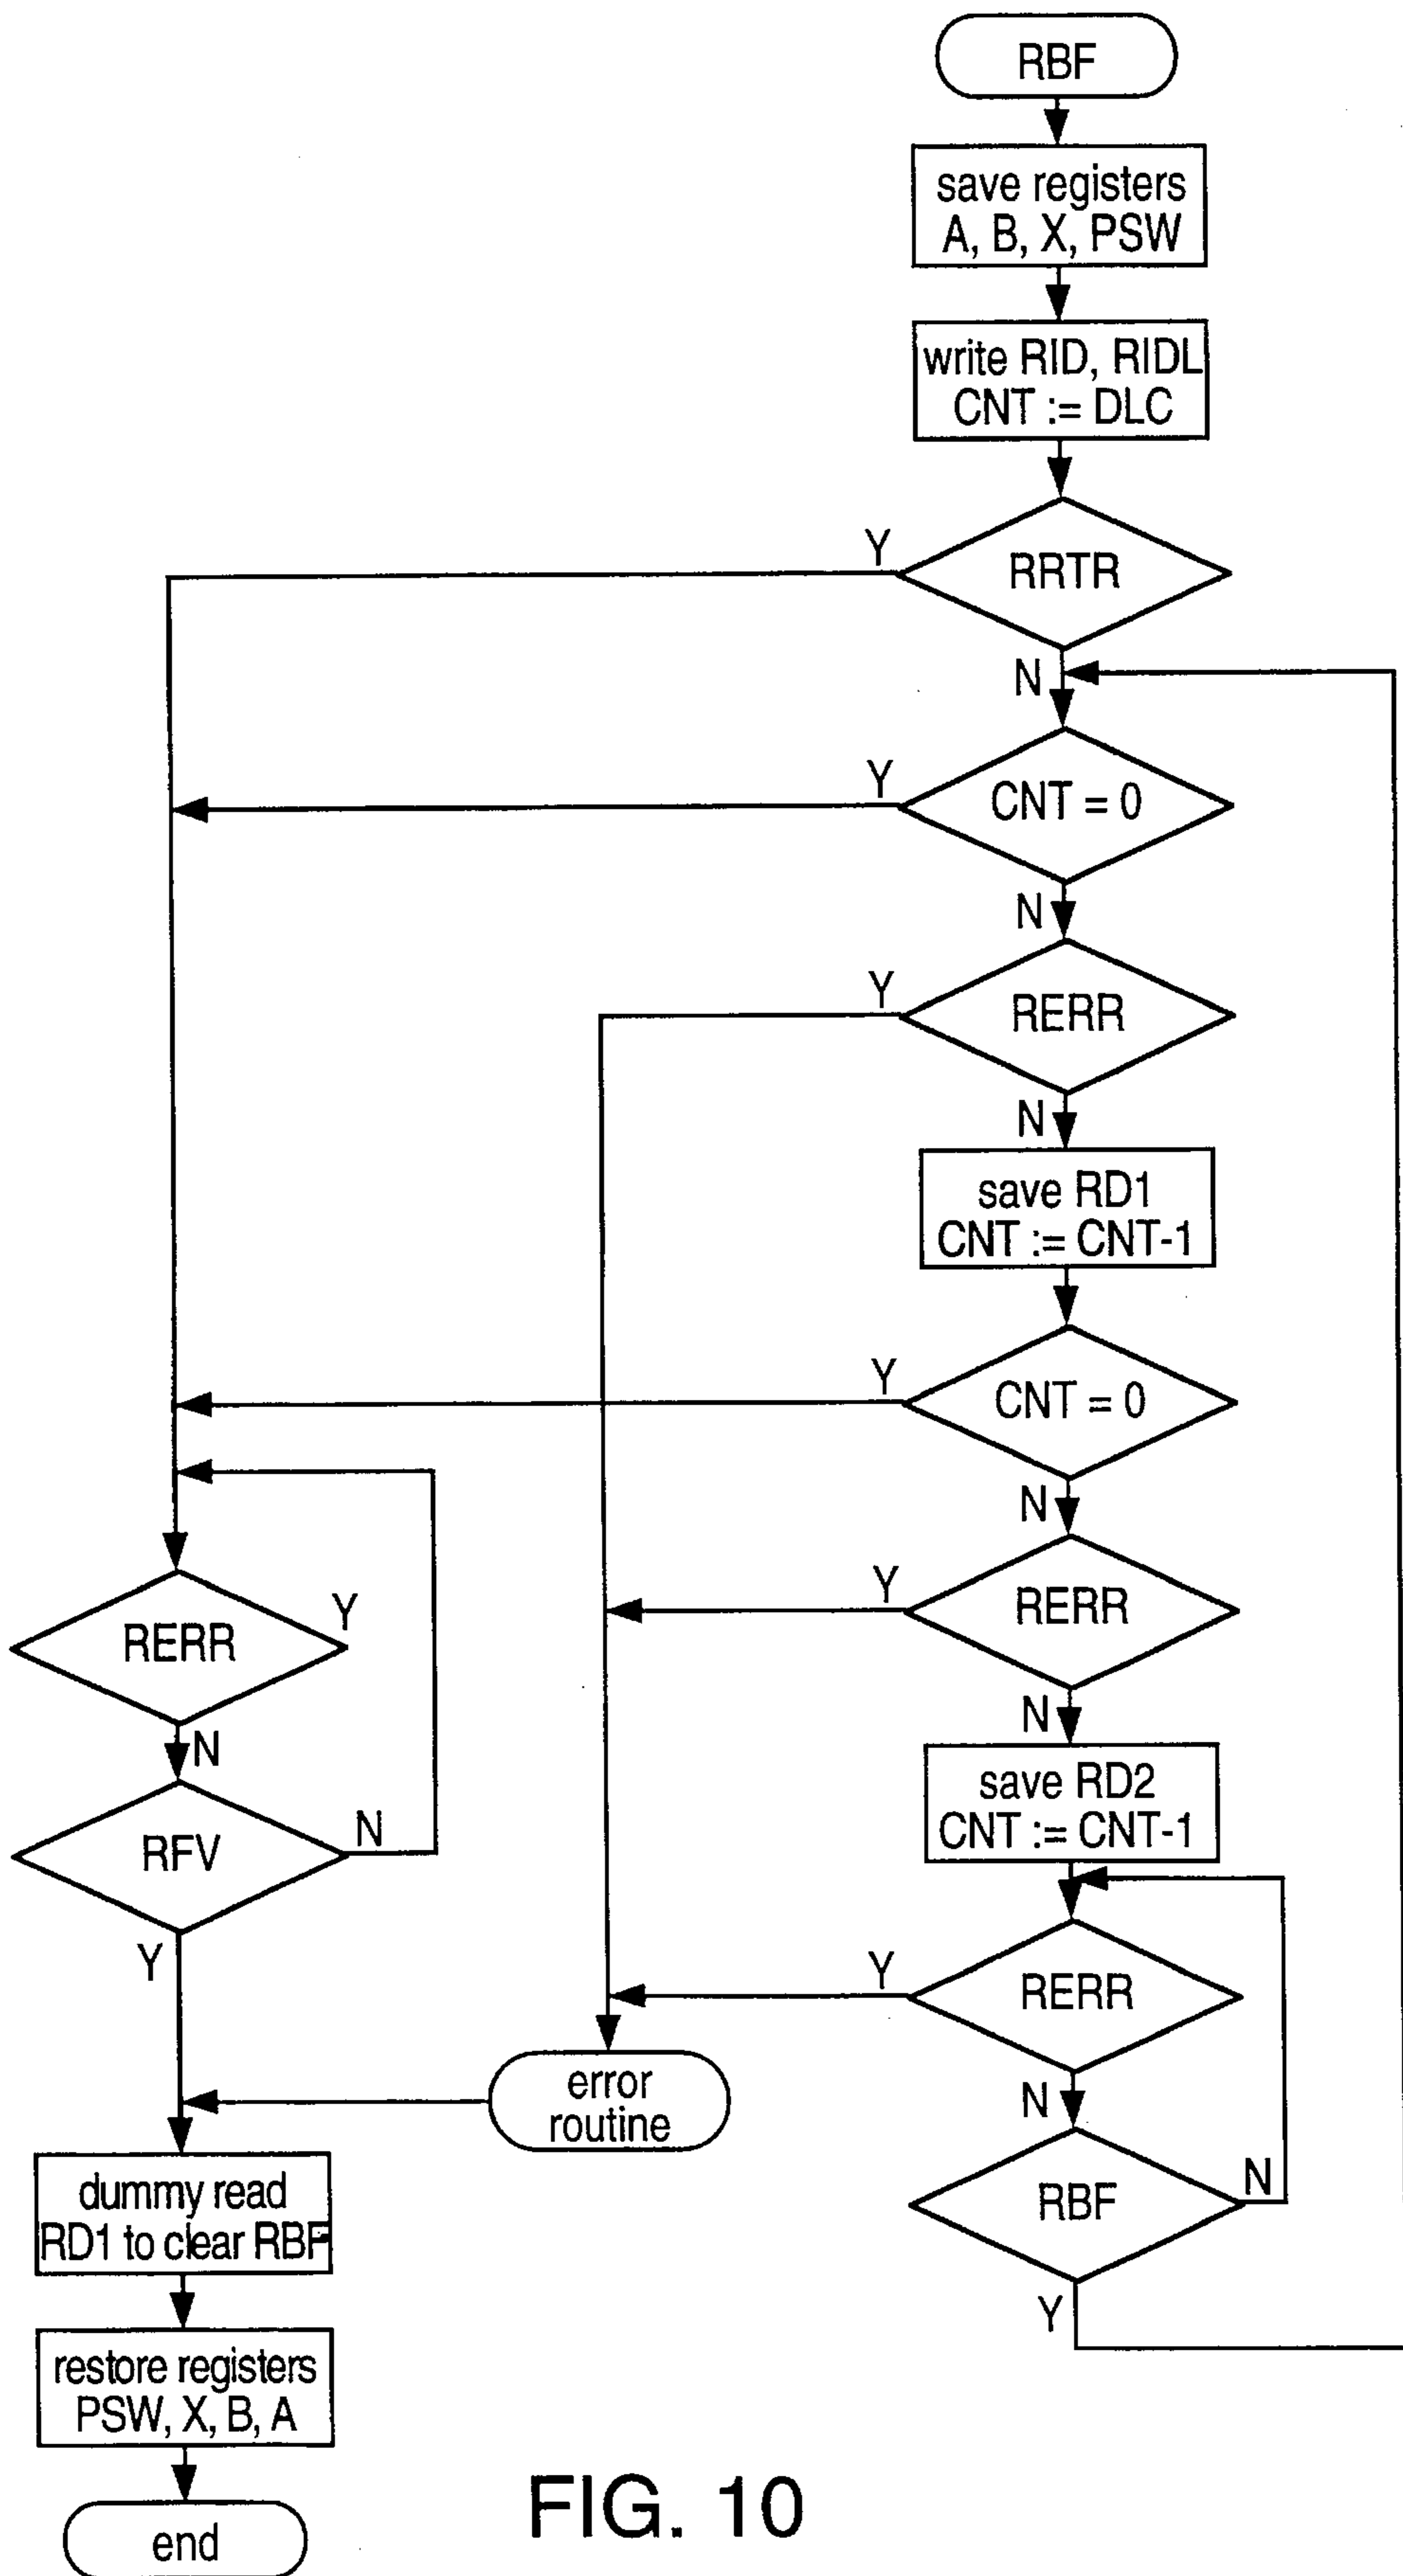 RBF
save registers
A, B, X, PSW
write RID, RIDL
CNT := DLC
Y
RRTR
N
Y
CNT = 0
N
Y
RERR
N
save RD1
CNT := CNT-1
Y
CNT = 0
N
Y
RERR
N
save RD2
CNT := CNT-1
Y
RERR
N
RBF
N
Y
RERR
Y
N
RFV
N
Y
error
routine
dummy read
RD1 to clear RBF
restore registers
PSW, X, B, A
end
FIG. 10